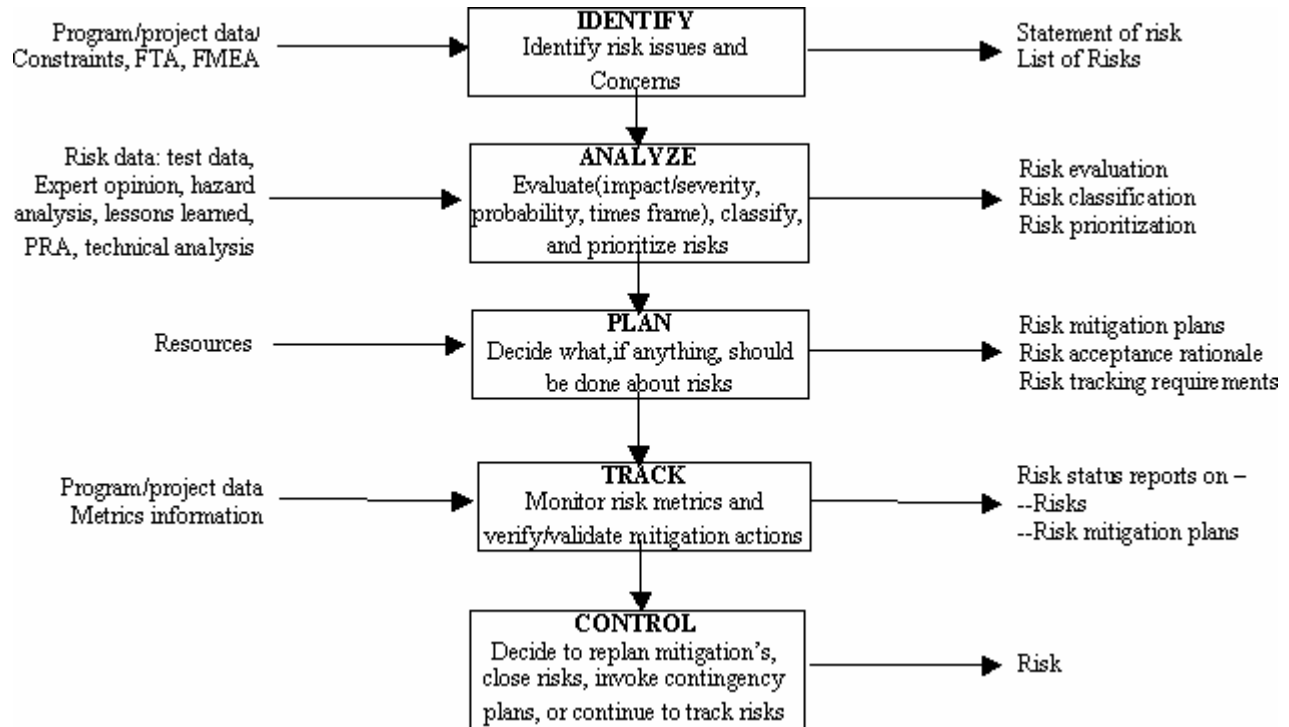 IDENTIFY
Program/project data/
Constraints, FTA, FMEA
Identify risk issues and
Concerns
Statement of risk
List of Risks
Risk data: test data,
Expert opinion, hazard
analysis, lessons learned,
PRA, technical analysis
ANALYZE
Evaluate(impact/severity,
probability, times frame), classify,
and prioritize risks
Risk evaluation
Risk classification
Risk prioritization
Resources
PLAN
Decide what,if anything, should
be done about risks
Risk mitigation plans
Risk acceptance rationale
Risk tracking requirements
Program/project data
Metrics information
TRACK
Monitor risk metrics and
verify/validate mitigation actions
Risk status reports on –
--Risks
--Risk mitigation plans
CONTROL
Decide to replan mitigation’s,
close risks, invoke contingency
plans, or continue to track risks
Risk